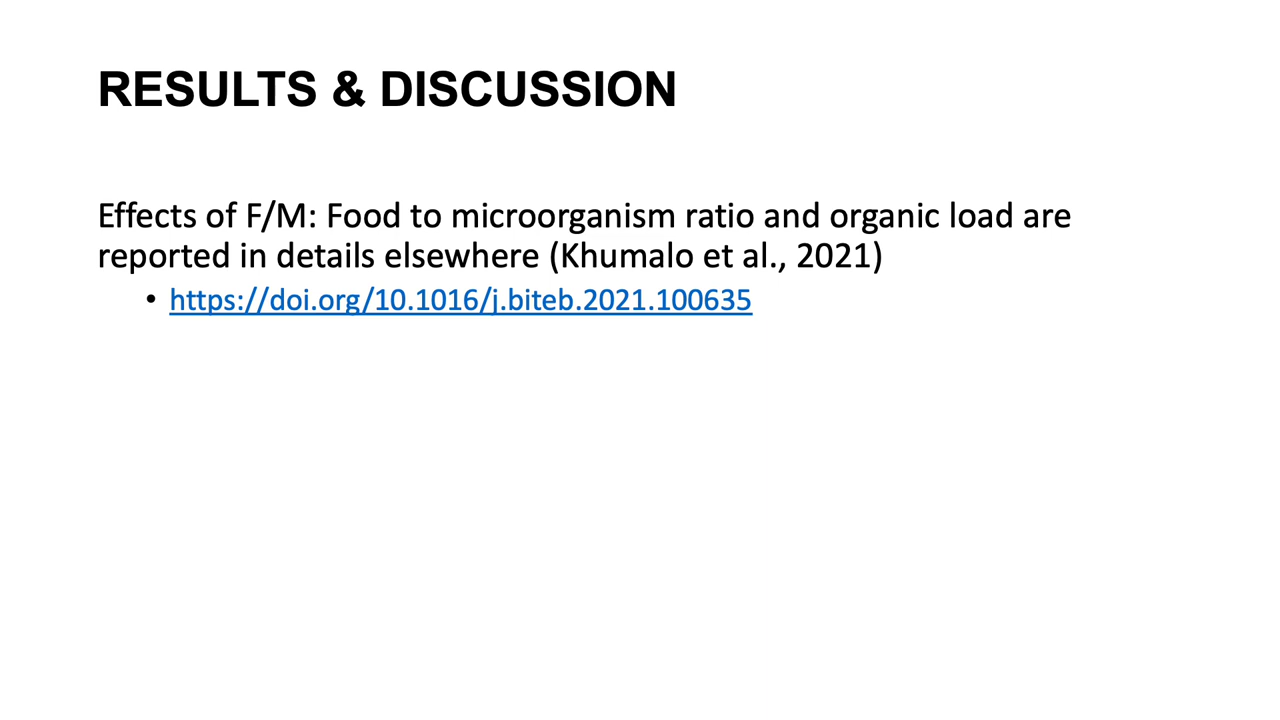 RESULTS & DISCUSSION
Effects of F/M: Food to microorganism ratio and organic load are
reported in details elsewhere (Khumalo et al., 2021)
• https://doi.org/10.1016/j.biteb.2021.100635